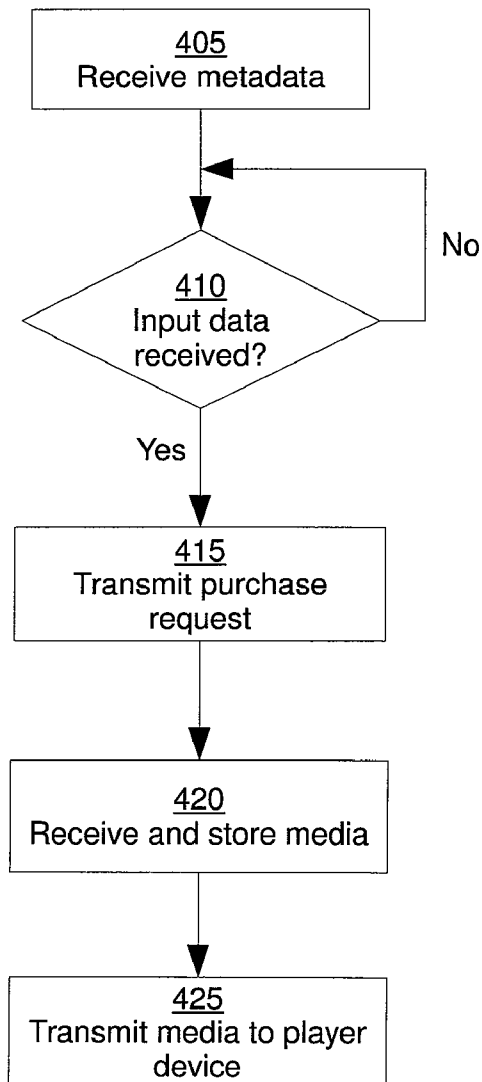 405
Receive metadata
No
410
Input data
received?
Yes
415
Transmit purchase
request
420
Receive and store media
425
Transmit media to player
device